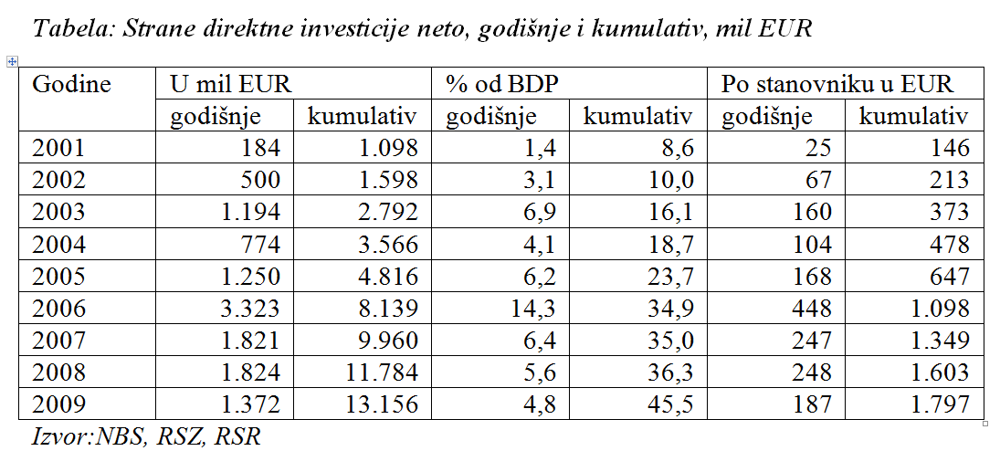 Tabela: Strane direktne investicije neto, godišnje i kumulativ, mil EUR
Godine U mil EUR % od BDP Po stanovniku u EUR
godišnje kumulativ godišnje kumulativ godišnje kumulativ
2001 184 1.098 1,4 8,6 25 146
2002 500 1.598 3,1 10,0 67 213
2003 1.194 2.792 6,9 16,1 160 373
2004 774 3.566 4,1 18,7 104 478
2005 1.250 4.816 6,2 23,7 168 647
2006 3.323 8.139 14,3 34,9 448 1.098
2007 1.821 9.960 6,4 35,0 247 1.349
2008 1.824 11.784 5,6 36,3 248 1.603
2009 1.372 13.156 4,8 45,5 187 1.797
Izvor:NBS, RSZ, RSR